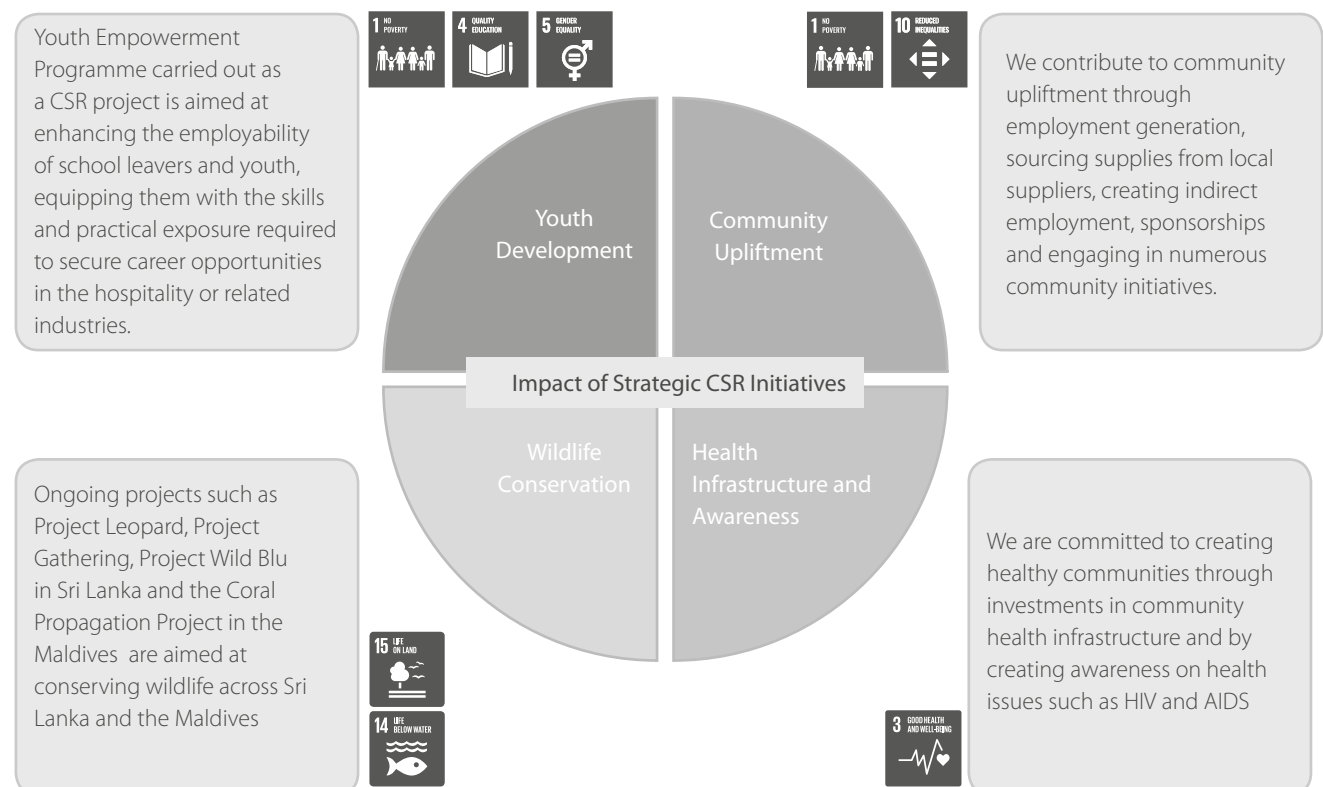 Youth Empowerment
Programme carried out as
a CSR project is aimed at
enhancing the employability
of school leavers and youth,
equipping them with the skills
and practical exposure required
to secure career opportunities
in the hospitality or related
industries.
1 NO
POVERTY
4 QUALITY
EDUCATION
5 GENDER
EQUALITY
1 NO
POVERTY
10 REDUCED
INEQUALITIES
We contribute to community
upliftment through
employment generation,
sourcing supplies from local
suppliers, creating indirect
employment, sponsorships
and engaging in numerous
community initiatives.
Youth
Development
Community
Upliftment
Impact of Strategic CSR Initiatives
Wildlife
Conservation
Health
Infrastructure and
Awareness
Ongoing projects such as
Project Leopard, Project
Gathering, Project Wild Blu
in Sri Lanka and the Coral
Propagation Project in the
Maldives are aimed at
conserving wildlife across Sri
Lanka and the Maldives
15 LIFE
ON LAND
14 LIFE
BELOW WATER
3 GOOD HEALTH
AND WELL-BEING
We are committed to creating
healthy communities through
investments in community
health infrastructure and by
creating awareness on health
issues such as HIV and AIDS